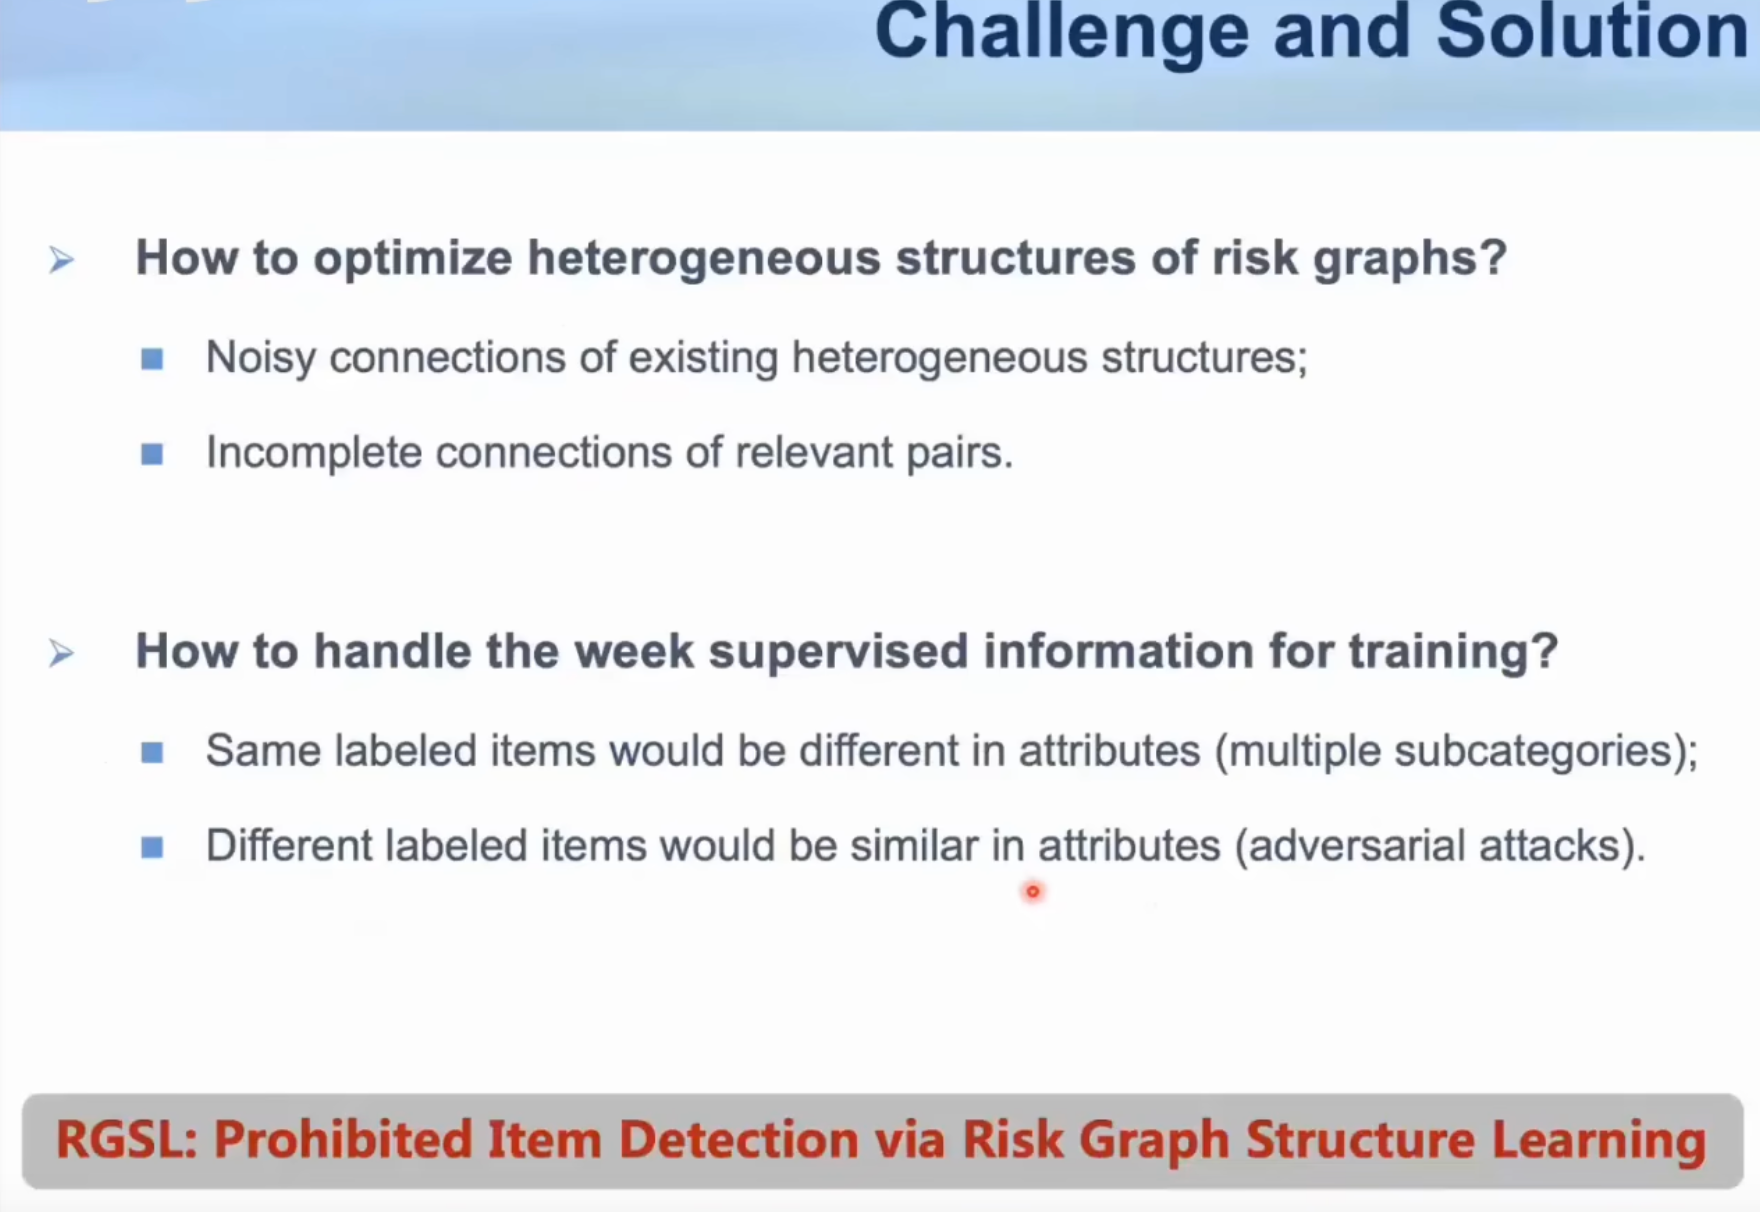 Challenge and Solution
How to optimize heterogeneous structures of risk graphs?
Noisy connections of existing heterogeneous structures;
Incomplete connections of relevant pairs.
How to handle the week supervised information for training?
Same labeled items would be different in attributes (multiple subcategories);
Different labeled items would be similar in attributes (adversarial attacks).
RGSL: Prohibited Item Detection via Risk Graph Structure Learning